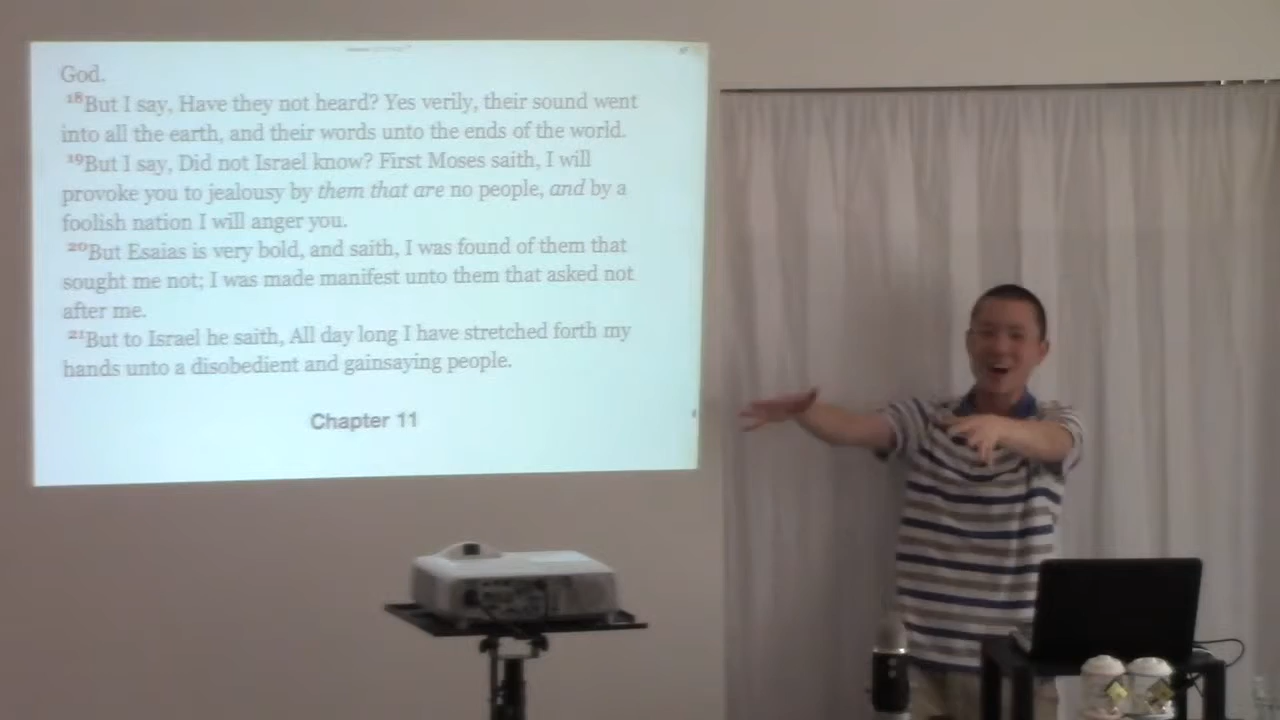 God.
18But I say, Have they not heard? Yes verily, their sound went
into all the earth, and their words unto the ends of the world.
19But I say, Did not Israel know? First Moses saith, I will
provoke you to jealousy by them that are no people, and by a
foolish nation I will anger you.
20But Esaias is very bold, and saith, I was found of them that
sought me not; I was made manifest unto them that asked not
after me.
21But to Israel he saith, All day long I have stretched forth my
hands unto a disobedient and gainsaying people.
Chapter 11